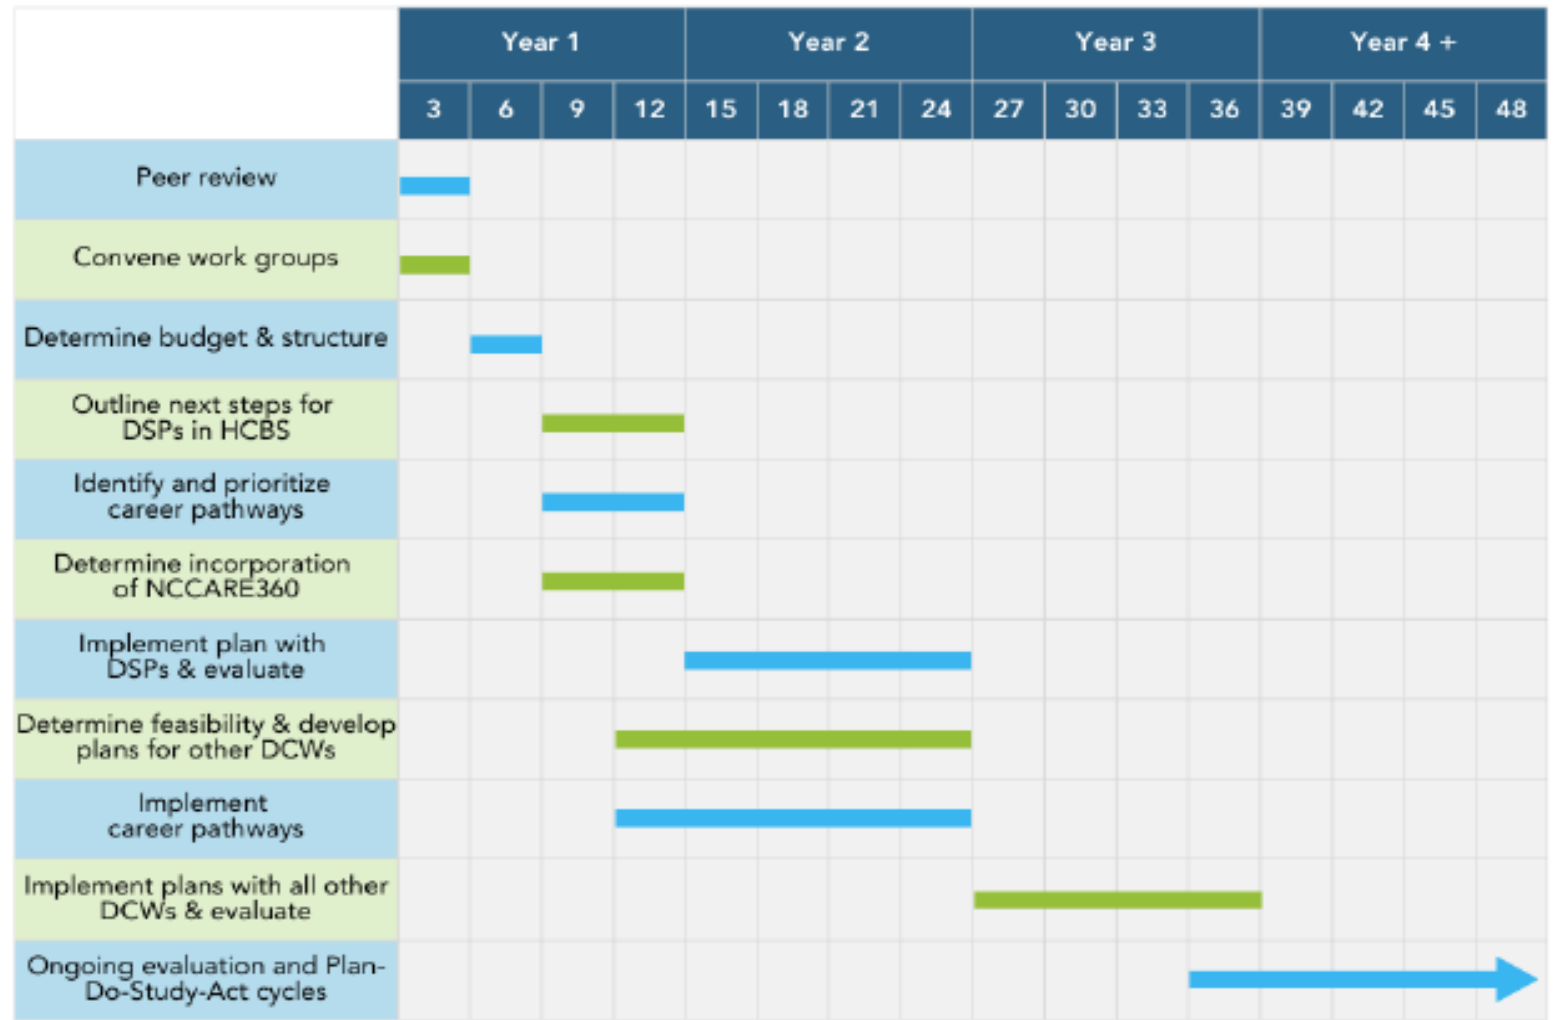 Year 1 Year 2 Year 3 Year 4 +
3 6 9 12 15 18 21 24 27 30 33 36 39 42 45 48
Peer review
Convene work groups
Determine budget & structure
Outline next steps for
DSPs in HCBS
Identify and prioritize
career pathways
Determine incorporation
of NCCARE360
Implement plan with
DSPs & evaluate
Determine feasibility & develop
plans for other DCWs
Implement
career pathways
Implement plans with all other
DCWs & evaluate
Ongoing evaluation and Plan-
Do-Study-Act cycles